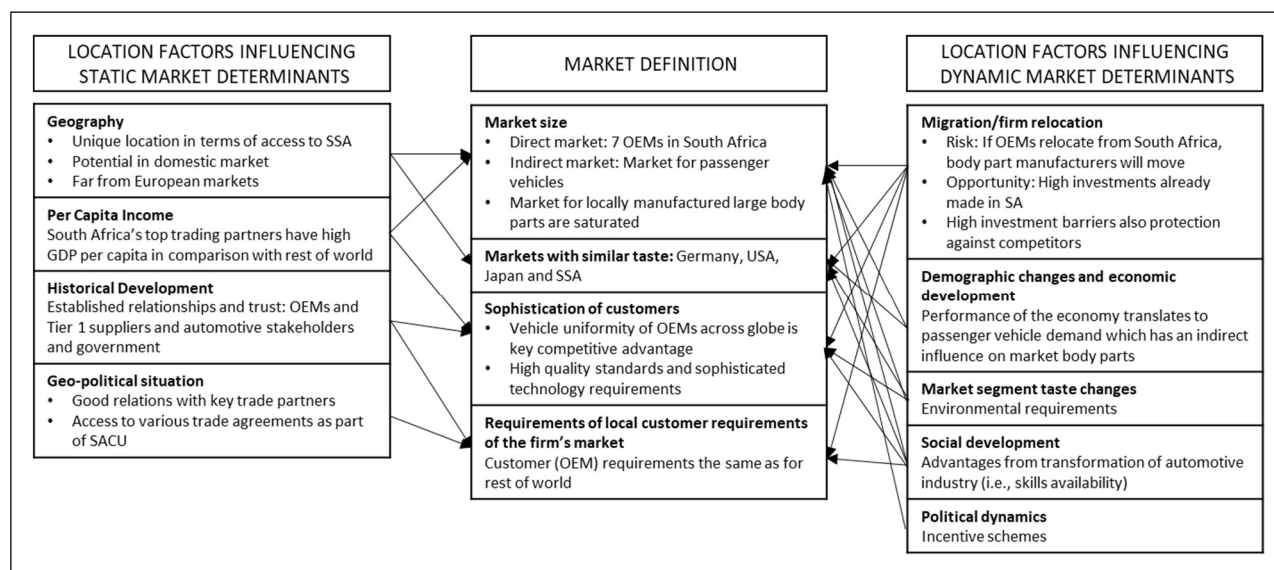 LOCATION FACTORS INFLUENCING
STATIC MARKET DETERMINANTS
Geography
• Unique location in terms of access to SSA
• Potential in domestic market
• Far from European markets
Per Capita Income
South Africa's top trading partners have high
GDP per capita in comparison with rest of world
Historical Development
Established relationships and trust: OEMs and
Tier 1 suppliers and automotive stakeholders
and government
Geo-political situation
• Good relations with key trade partners
• Access to various trade agreements as part
of SACU
MARKET DEFINITION
Market size
• Direct market: 7 OEMs in South Africa
• Indirect market: Market for passenger
vehicles
• Market for locally manufactured large body
parts are saturated
Markets with similar taste: Germany, USA,
Japan and SSA
Sophistication of customers
• Vehicle uniformity of OEMs across globe is
key competitive advantage
• High quality standards and sophisticated
technology requirements
Requirements of local customer requirements
of the firm's market
Customer (OEM) requirements the same as for
rest of world
LOCATION FACTORS INFLUENCING
DYNAMIC MARKET DETERMINANTS
Migration/firm relocation
• Risk: If OEMs relocate from South Africa,
body part manufacturers will move
• Opportunity: High investments already
made in SA
• High investment barriers also protection
against competitors
Demographic changes and economic
development
Performance of the economy translates to
passenger vehicle demand which has an indirect
influence on market body parts
Market segment taste changes
Environmental requirements
Social development
Advantages from transformation of automotive
industry (i.e., skills availability)
Political dynamics
Incentive schemes